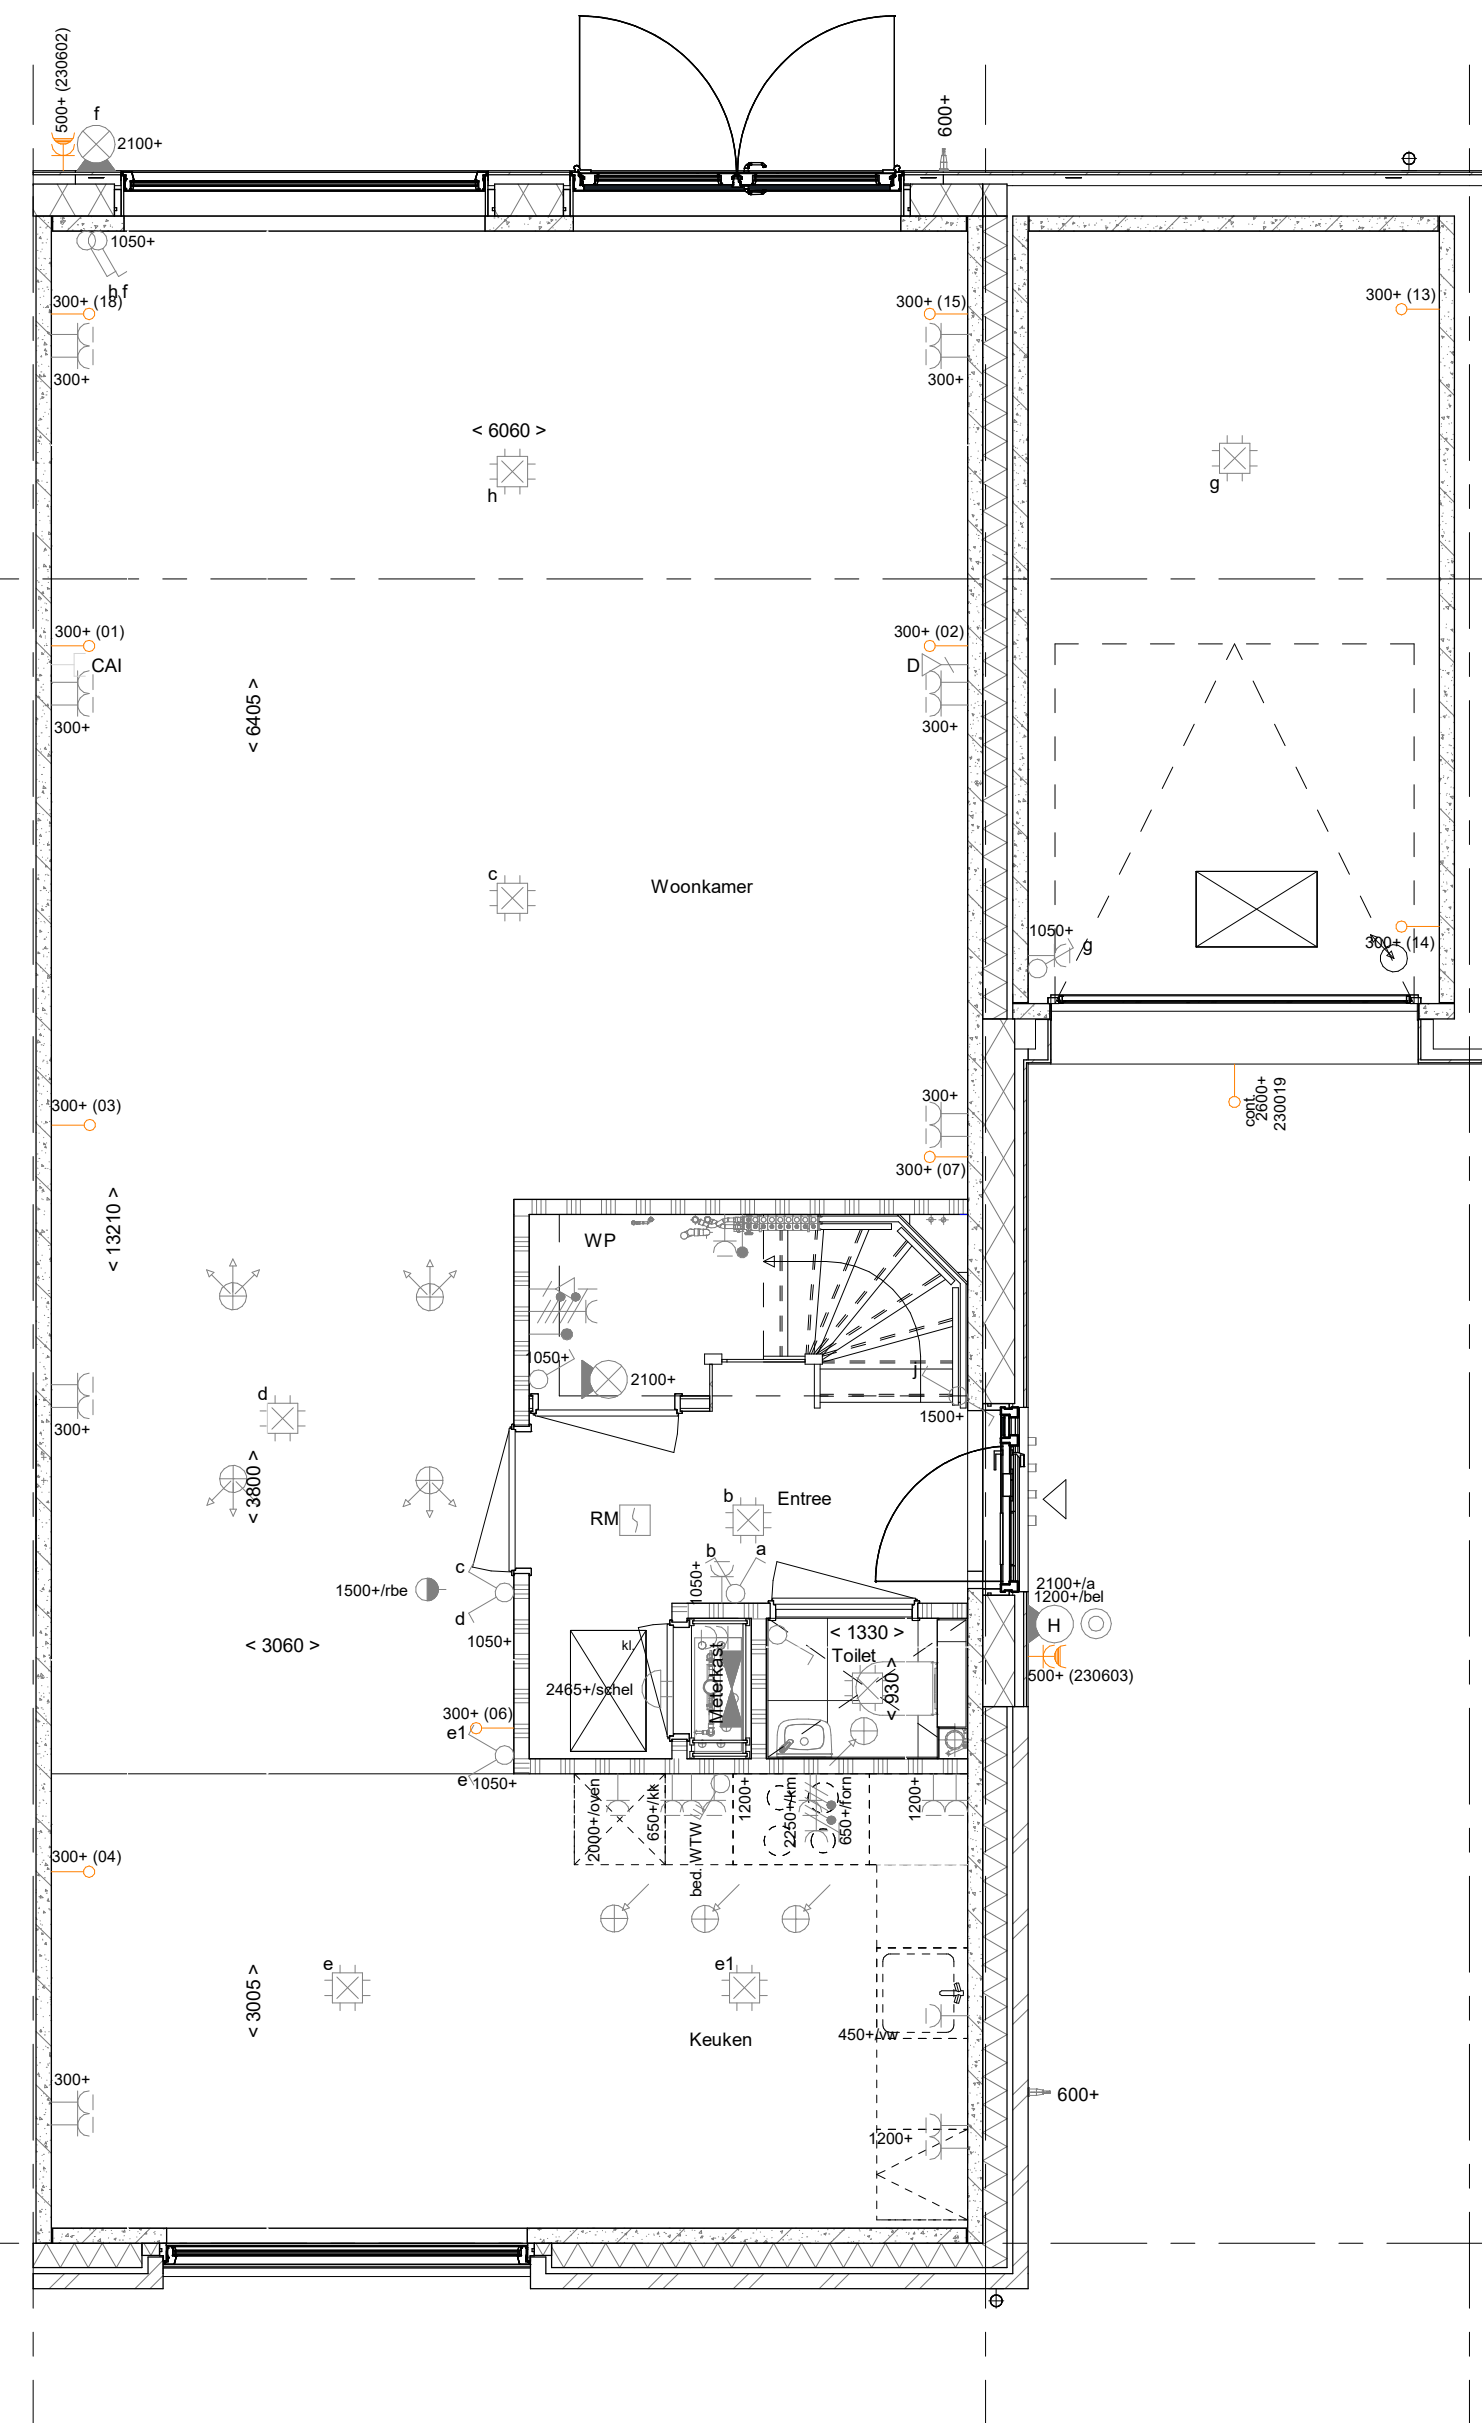 500+ (230602)
f
2100+
600+
1050+
h f
300+ (18)
300+ (15)
300+ (13)
300+
300+
< 6060 >
h
g
300+ (01)
300+ (02)
CAI
D
300+
300+
< 6405 >
c
Woonkamer
1050+
g
300+ (14)
300+ (03)
300+
300+ (07)
cont.
2600+
230019
< 13210 >
WP
1050+
2100+
j
1500+
d
300+
< 3800 >
b
Entree
RM
b
a
1050+
c
1500+/rbe
d
1050+
2100+/a
1200+/bel
H
500+ (230603)
< 3060 >
kl.
2465+/schel
Meterkast
< 1330 >
Toilet
< 930 >
300+ (06)
e1
e
1050+
2000+/oven
650+/kk
bed. WTW
1200+
2250+/km
650+/forn
1200+
300+ (04)
e
e1
< 3005 >
Keuken
450+/vw
300+
600+
1200+